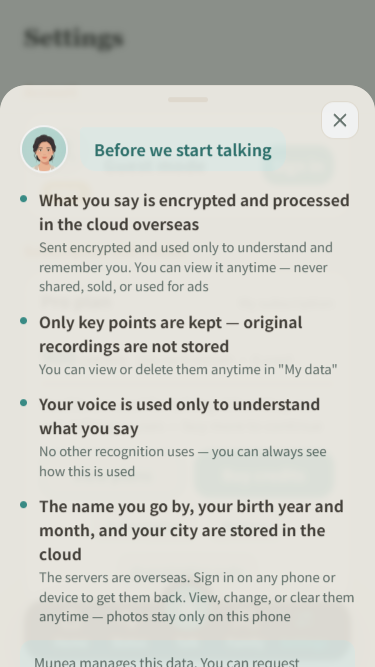 Settings
Before we start talking
What you say is encrypted and processed
in the cloud overseas
Sent encrypted and used only to understand and
remember you. You can view it anytime — never
shared, sold, or used for ads
Only key points are kept — original
recordings are not stored
You can view or delete them anytime in "My data"
Your voice is used only to understand
what you say
No other recognition uses — you can always see
how this is used
The name you go by, your birth year and
month, and your city are stored in the
cloud
The servers are overseas. Sign in on any phone or
device to get them back. View, change, or clear them
anytime — photos stay only on this phone
Munea manages this data. You can request